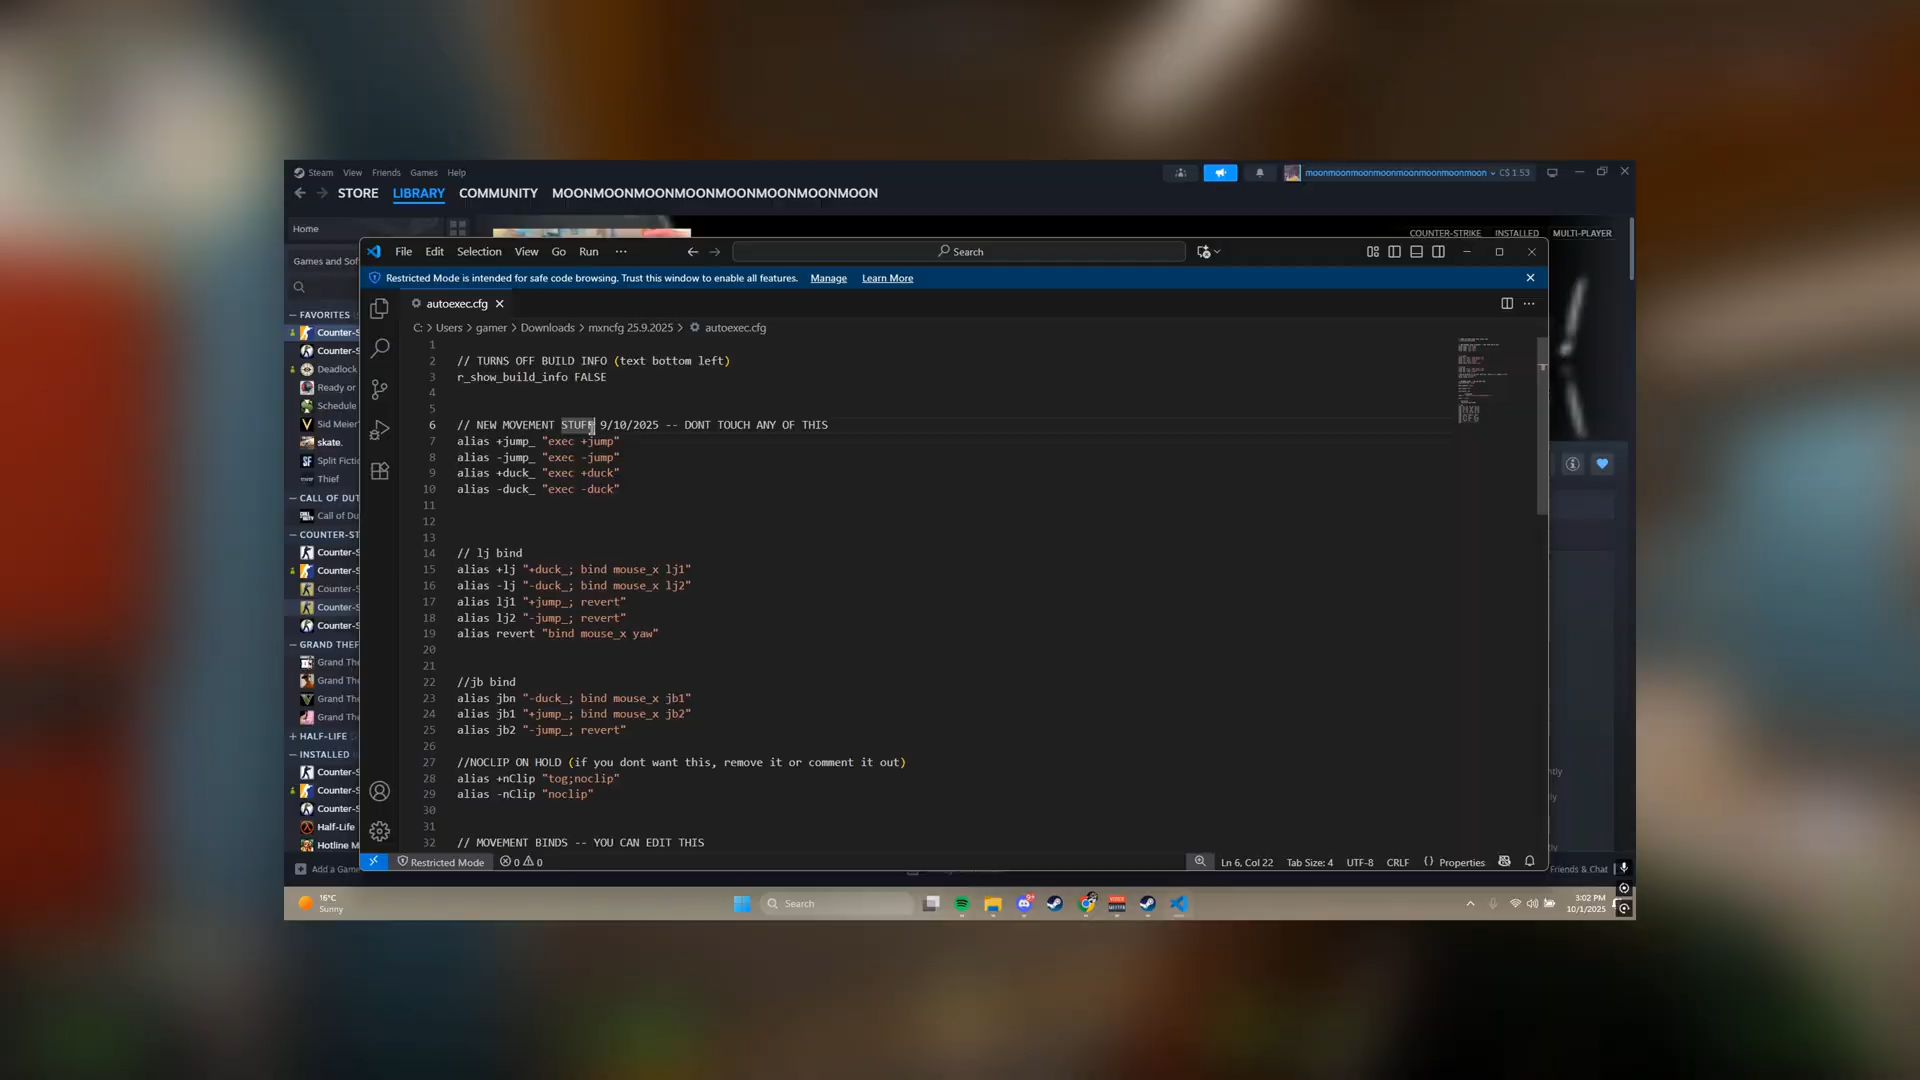 Steam View Friends Games Help
moonmoonmoonmoonmoonmoonmoonmoon C$ 1.53
STORE LIBRARY COMMUNITY MOONMOONMOONMOONMOONMOONMOONMOON
Home
COUNTER-STRIKE INSTALLED MULTI-PLAYER
File Edit Selection View Go Run ··· Search
Games and Sof
Restricted Mode is intended for safe code browsing. Trust this window to enable all features. Manage Learn More
autoexec.cfg
C: > Users > gamer > Downloads > mxncfg 25.9.2025 > autoexec.cfg
FAVORITES
Counter-S
Counter-S
Deadlock
Ready or
Schedule
Sid Meier
skate.
Split Fictio
Thief
CALL OF DUT
Call of Du
COUNTER-ST
Counter-S
Counter-S
Counter-S
Counter-S
Counter-S
GRAND THEF
Grand The
Grand The
Grand The
Grand The
HALF-LIFE
INSTALLED
Counter-S
Counter-S
Counter-S
Half-Life
Hotline M
Add a Game
1
2 // TURNS OFF BUILD INFO (text bottom left)
3 r_show_build_info FALSE
4
5
6 // NEW MOVEMENT STUFF 9/10/2025 -- DONT TOUCH ANY OF THIS
7 alias +jump_ "exec +jump"
8 alias -jump_ "exec -jump"
9 alias +duck_ "exec +duck"
10 alias -duck_ "exec -duck"
11
12
13
14 // lj bind
15 alias +lj "+duck_; bind mouse_x lj1"
16 alias -lj "-duck_; bind mouse_x lj2"
17 alias lj1 "+jump_; revert"
18 alias lj2 "-jump_; revert"
19 alias revert "bind mouse_x yaw"
20
21
22 //jb bind
23 alias jbn "-duck_; bind mouse_x jb1"
24 alias jb1 "+jump_; bind mouse_x jb2"
25 alias jb2 "-jump_; revert"
26
27 //NOCLIP ON HOLD (if you dont want this, remove it or comment it out)
28 alias +nClip "tog;noclip"
29 alias -nClip "noclip"
30
31
32 // MOVEMENT BINDS -- YOU CAN EDIT THIS
MXN
CFG
Restricted Mode 0 0 Ln 6, Col 22 Tab Size: 4 UTF-8 CRLF {} Properties
Friends & Chat
16°C
Sunny
Search
3:02 PM
10/1/2025